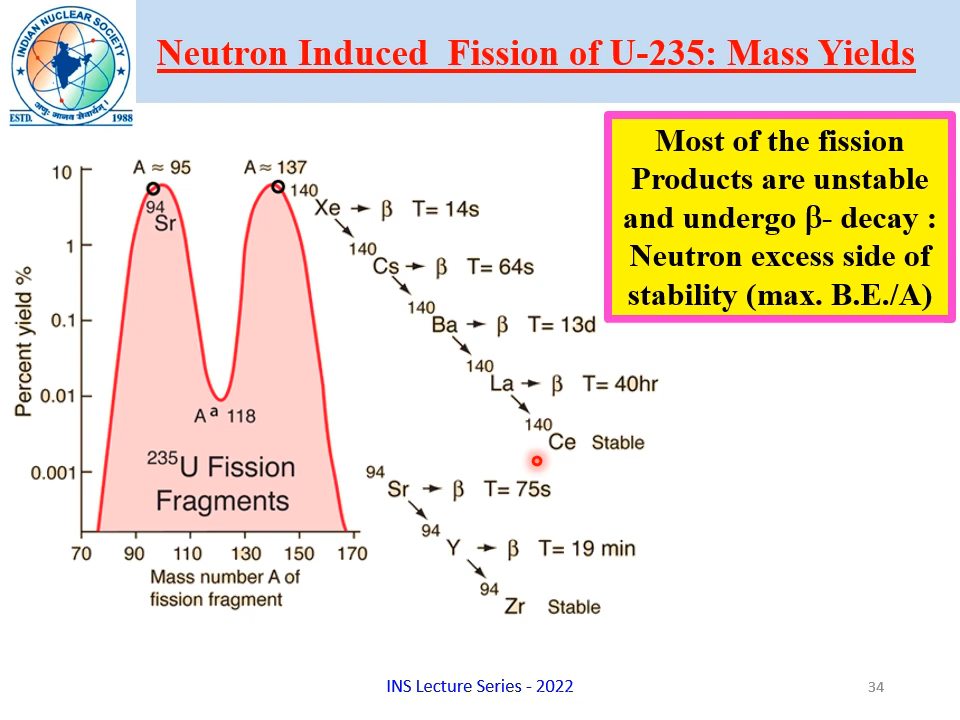 INDIAN NUCLEAR SOCIETY
ESTD. 1988
Neutron Induced Fission of U-235: Mass Yields
Most of the fission
Products are unstable
and undergo β- decay :
Neutron excess side of
stability (max. B.E./A)
Percent yield %
10
1
0.1
0.01
0.001
A ≈ 95
A ≈ 137
94
Sr
A ª 118
235U Fission
Fragments
70 90 110 130 150 170
Mass number A of
fission fragment
140
Xe → β T= 14s
140
Cs → β T= 64s
140
Ba → β T= 13d
140
La → β T= 40hr
140
Ce Stable
94
Sr → β T= 75s
94
Y → β T= 19 min
94
Zr Stable
INS Lecture Series - 2022
34